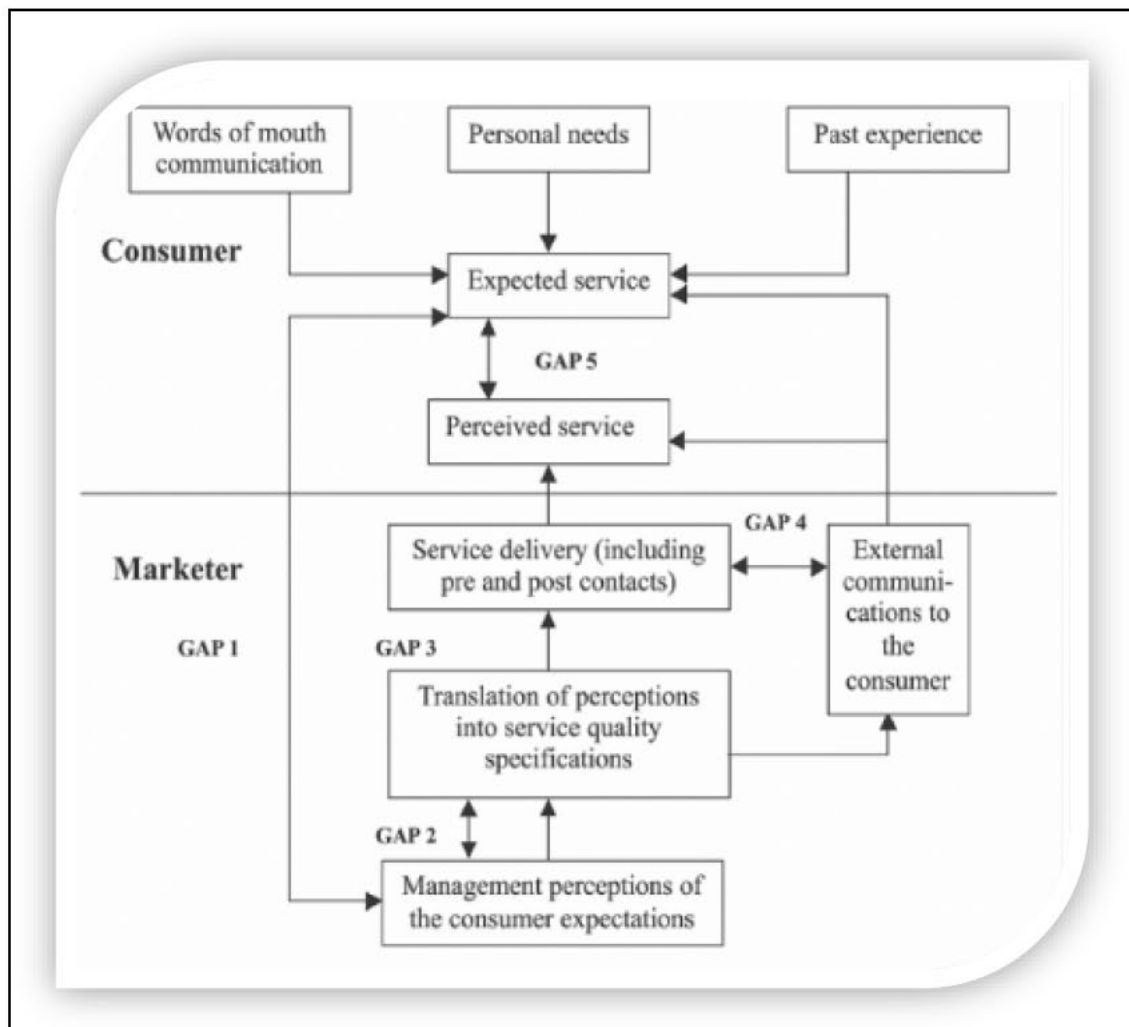 Words of mouth
communication
Personal needs
Past experience
Consumer
Expected service
GAP 5
Perceived service
GAP 4
Marketer
Service delivery (including
pre and post contacts)
External
communi-
cations to
the
consumer
GAP 1
GAP 3
Translation of perceptions
into service quality
specifications
GAP 2
Management perceptions of
the consumer expectations